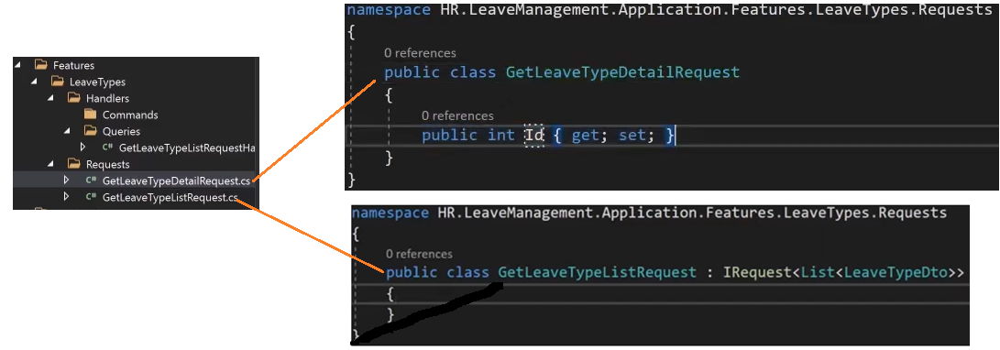 Features
LeaveTypes
Handlers
Commands
Queries
C# GetLeaveTypeListRequestHa
Requests
C# GetLeaveTypeDetailRequest.cs
C# GetLeaveTypeListRequest.cs
namespace HR.LeaveManagement.Application.Features.LeaveTypes.Requests
{
0 references
public class GetLeaveTypeDetailRequest
{
0 references
public int Id { get; set; }
}
}
namespace HR.LeaveManagement.Application.Features.LeaveTypes.Requests
{
0 references
public class GetLeaveTypeListRequest : IRequest<List<LeaveTypeDto>>
{
}
}